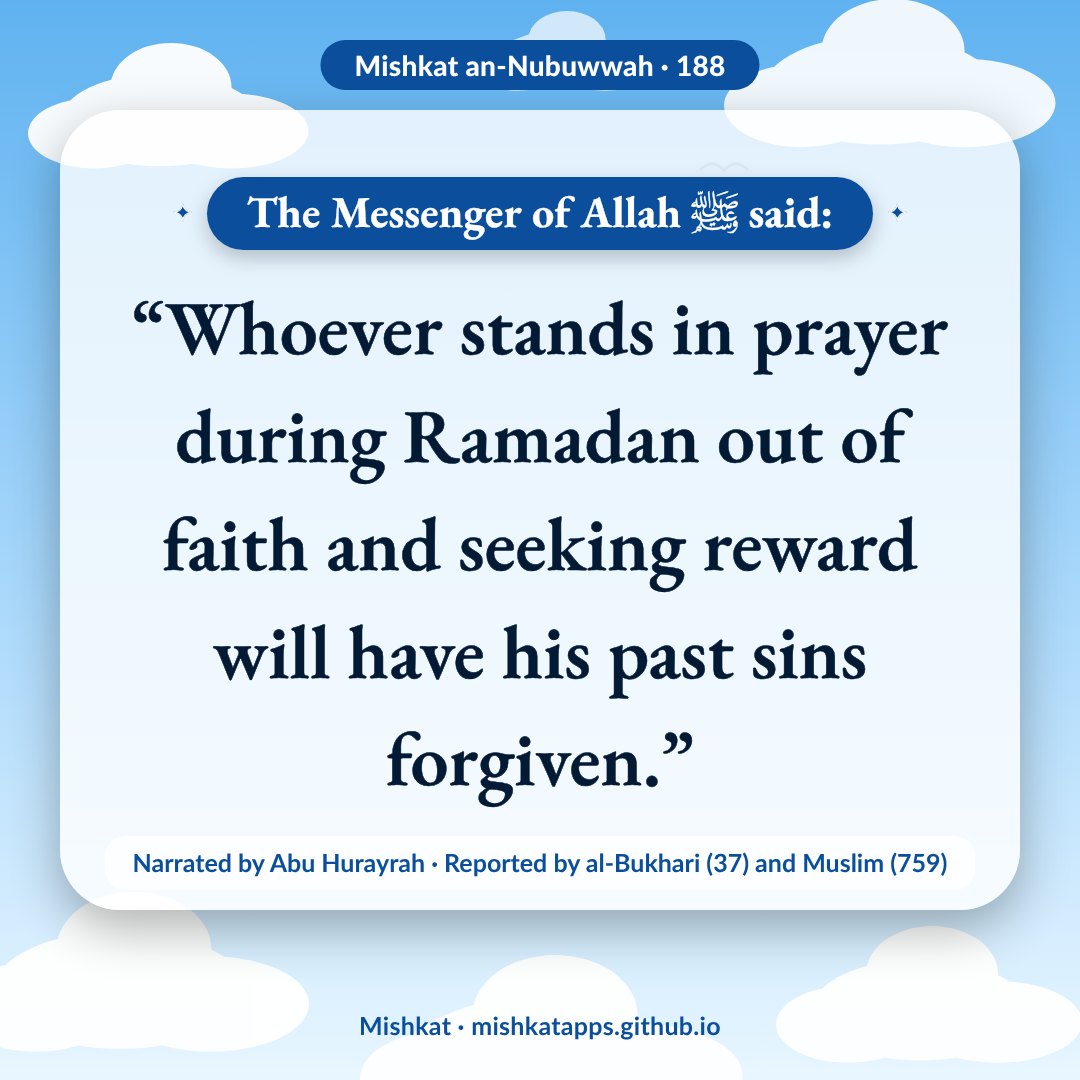 Mishkat an-Nubuwwah · 188
The Messenger of Allah ﷺ said:
“Whoever stands in prayer
during Ramadan out of
faith and seeking reward
will have his past sins
forgiven.”
Narrated by Abu Hurayrah · Reported by al-Bukhari (37) and Muslim (759)
Mishkat · mishkatapps.github.io